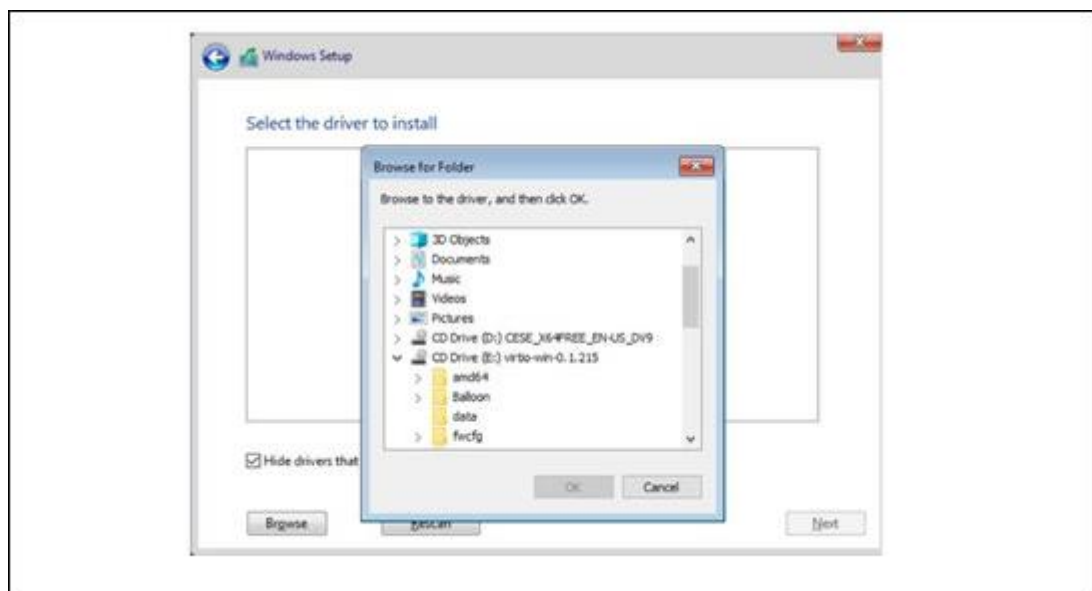 Windows Setup
Select the driver to install
Browse for Folder
Browse to the driver, and then click OK.
3D Objects
Documents
Music
Videos
Pictures
CD Drive (D:) CESE_X64FREE_EN-US_DV9
CD Drive (E:) virtio-win-0.1.215
amd64
Balloon
data
fwcfg
Hide drivers that
OK
Cancel
Browse
Rescan
Next